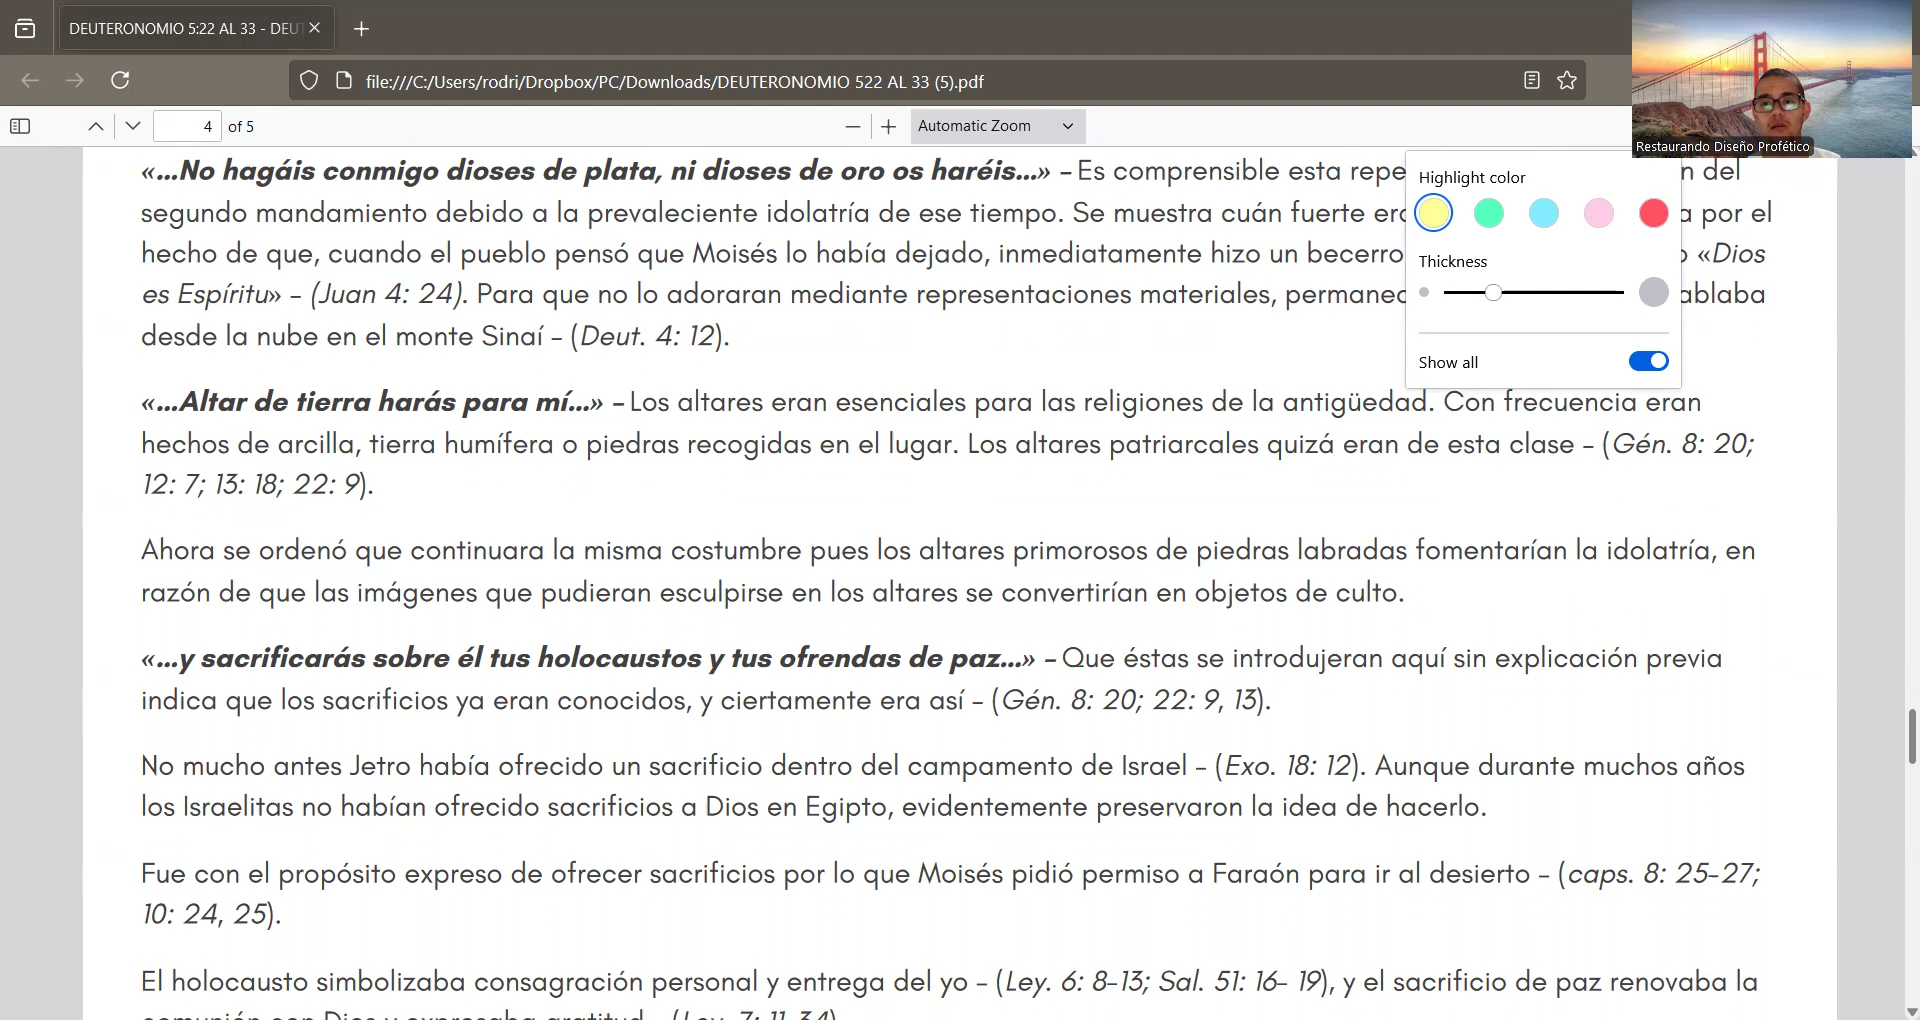 DEUTERONOMIO 5:22 AL 33 - DEUT
file:///C:/Users/rodri/Dropbox/PC/Downloads/DEUTERONOMIO 522 AL 33 (5).pdf
4 of 5
Automatic Zoom
Restaurando Diseño Profético
Highlight color
Thickness
Show all
«...No hagáis conmigo dioses de plata, ni dioses de oro os haréis...» – Es comprensible esta repe n del
segundo mandamiento debido a la prevaleciente idolatría de ese tiempo. Se muestra cuán fuerte er a por el
hecho de que, cuando el pueblo pensó que Moisés lo había dejado, inmediatamente hizo un becerro «Dios
es Espíritu» – (Juan 4: 24). Para que no lo adoraran mediante representaciones materiales, permanec ablaba
desde la nube en el monte Sinaí – (Deut. 4: 12).
«...Altar de tierra harás para mí...» – Los altares eran esenciales para las religiones de la antigüedad. Con frecuencia eran
hechos de arcilla, tierra humífera o piedras recogidas en el lugar. Los altares patriarcales quizá eran de esta clase – (Gén. 8: 20;
12: 7; 13: 18; 22: 9).
Ahora se ordenó que continuara la misma costumbre pues los altares primorosos de piedras labradas fomentarían la idolatría, en
razón de que las imágenes que pudieran esculpirse en los altares se convertirían en objetos de culto.
«...y sacrificarás sobre él tus holocaustos y tus ofrendas de paz...» – Que éstas se introdujeran aquí sin explicación previa
indica que los sacrificios ya eran conocidos, y ciertamente era así – (Gén. 8: 20; 22: 9, 13).
No mucho antes Jetro había ofrecido un sacrificio dentro del campamento de Israel – (Exo. 18: 12). Aunque durante muchos años
los Israelitas no habían ofrecido sacrificios a Dios en Egipto, evidentemente preservaron la idea de hacerlo.
Fue con el propósito expreso de ofrecer sacrificios por lo que Moisés pidió permiso a Faraón para ir al desierto – (caps. 8: 25-27;
10: 24, 25).
El holocausto simbolizaba consagración personal y entrega del yo – (Ley. 6: 8-13; Sal. 51: 16- 19), y el sacrificio de paz renovaba la
comunión con Dios y expresaba gratitud – (Ley. 7: 11-34)